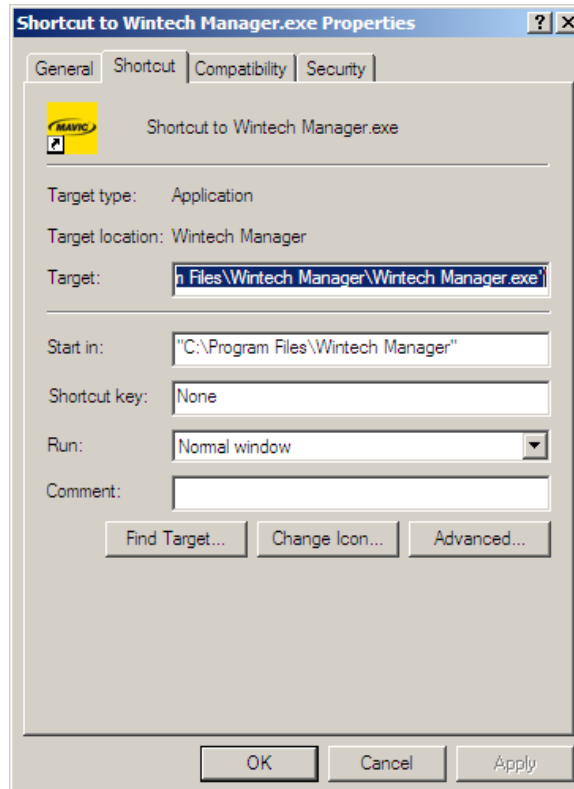 Shortcut to Wintech Manager.exe Properties
General Shortcut Compatibility Security
MAVIC
Shortcut to Wintech Manager.exe
Target type: Application
Target location: Wintech Manager
Target: n Files\Wintech Manager\Wintech Manager.exe"
Start in: "C:\Program Files\Wintech Manager"
Shortcut key: None
Run: Normal window
Comment:
Find Target... Change Icon... Advanced...
OK Cancel Apply